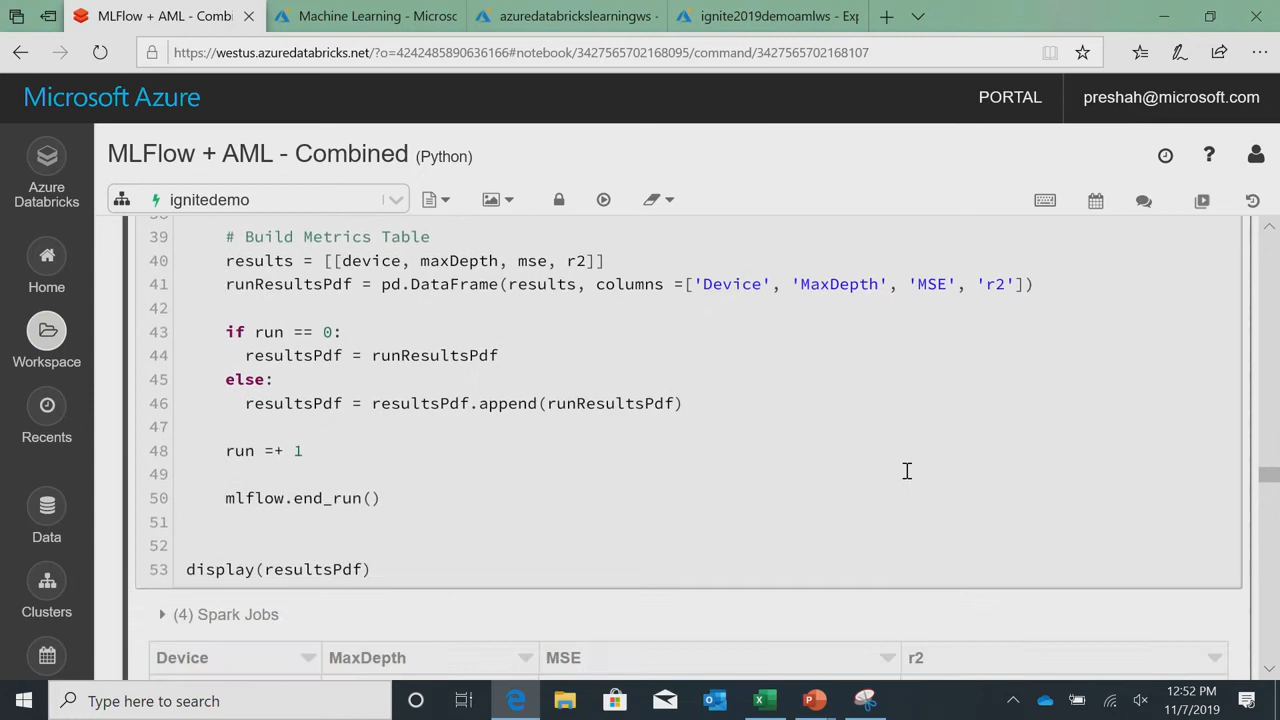 MLFlow + AML - Combi
Machine Learning - Microsc
azuredatabrickslearningws -
ignite2019demoamlws - Exp
https://westus.azuredatabricks.net/?o=4242485890636166#notebook/3427565702168095/command/3427565702168107
Microsoft Azure
PORTAL
preshah@microsoft.com
Azure
Databricks
Home
Workspace
Recents
Data
Clusters
MLFlow + AML - Combined (Python)
ignitedemo
39 # Build Metrics Table
40 results = [[device, maxDepth, mse, r2]]
41 runResultsPdf = pd.DataFrame(results, columns =['Device', 'MaxDepth', 'MSE', 'r2'])
42
43 if run == 0:
44 resultsPdf = runResultsPdf
45 else:
46 resultsPdf = resultsPdf.append(runResultsPdf)
47
48 run =+ 1
49
50 mlflow.end_run()
51
52
53 display(resultsPdf)
(4) Spark Jobs
Device MaxDepth MSE r2
Type here to search
12:52 PM
11/7/2019